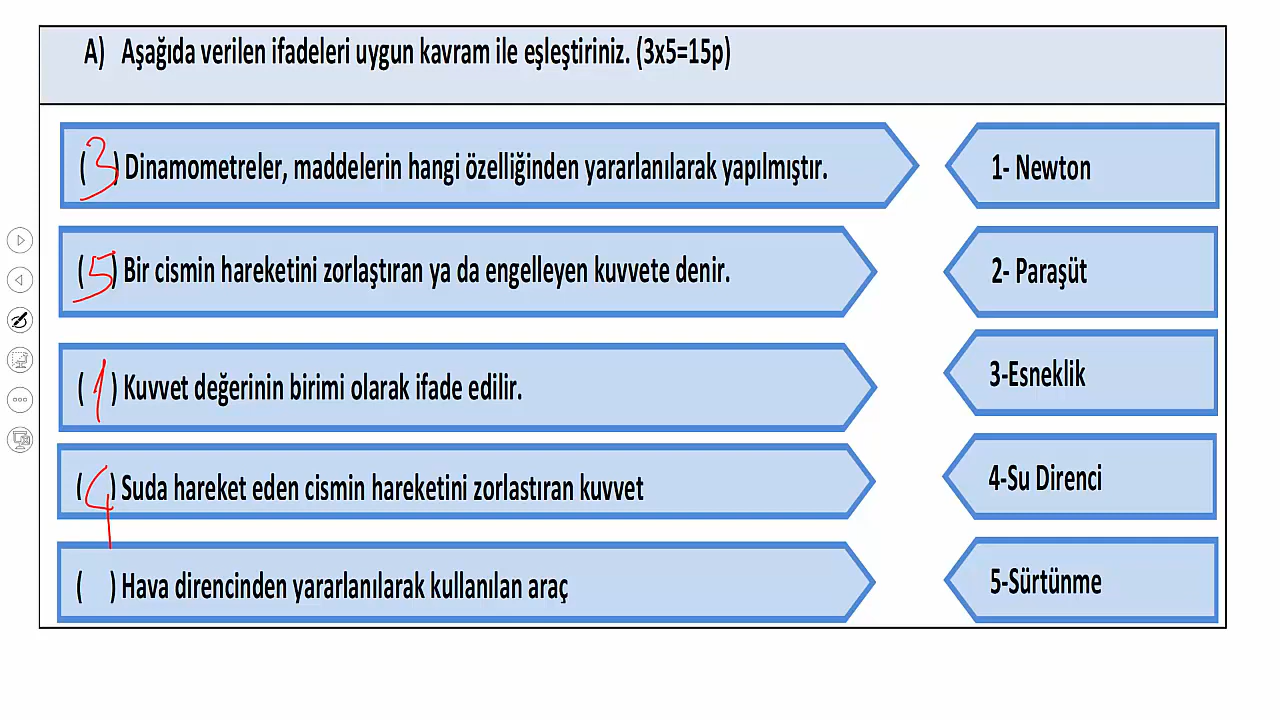 A) Aşağıda verilen ifadeleri uygun kavram ile eşleştiriniz. (3x5=15p)
(3) Dinamometreler, maddelerin hangi özelliğinden yararlanılarak yapılmıştır.
1- Newton
(5) Bir cismin hareketini zorlaştıran ya da engelleyen kuvvete denir.
2- Paraşüt
(1) Kuvvet değerinin birimi olarak ifade edilir.
3-Esneklik
(4) Suda hareket eden cismin hareketini zorlastıran kuvvet
4-Su Direnci
( ) Hava direncinden yararlanılarak kullanılan araç
5-Sürtünme